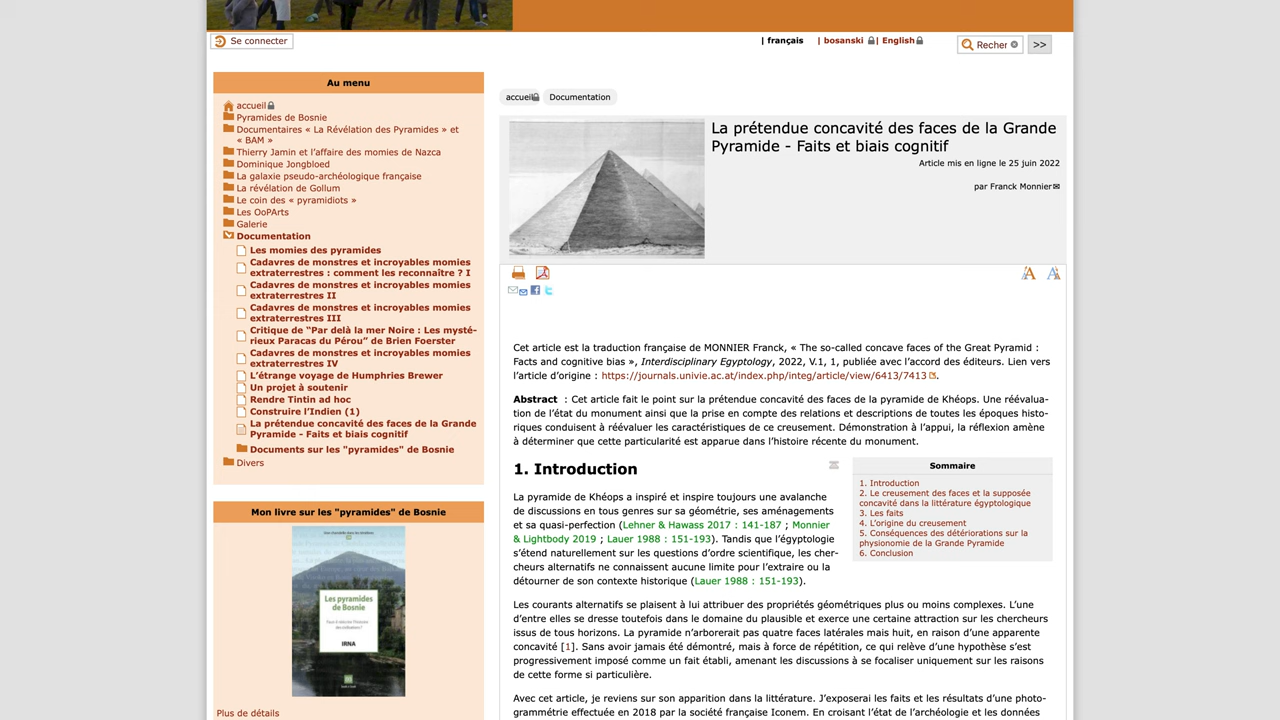 Se connecter
| français | bosanski | English
Recher
>>
Au menu
accueil
Pyramides de Bosnie
Documentaires « La Révélation des Pyramides » et
« BAM »
Thierry Jamin et l'affaire des momies de Nazca
Dominique Jongbloed
La galaxie pseudo-archéologique française
La révélation de Gollum
Le coin des « pyramidiots »
Les OoPArts
Galerie
Documentation
Les momies des pyramides
Cadavres de monstres et incroyables momies
extraterrestres : comment les reconnaître ? I
Cadavres de monstres et incroyables momies
extraterrestres II
Cadavres de monstres et incroyables momies
extraterrestres III
Critique de “Par delà la mer Noire : Les mysté-
rieux Paracas du Pérou” de Brien Foerster
Cadavres de monstres et incroyables momies
extraterrestres IV
L'étrange voyage de Humphries Brewer
Un projet à soutenir
Rendre Tintin ad hoc
Construire l'Indien (1)
La prétendue concavité des faces de la Grande
Pyramide - Faits et biais cognitif
Documents sur les "pyramides" de Bosnie
Divers
Mon livre sur les "pyramides" de Bosnie
Les pyramides
de Bosnie
IRNA
Plus de détails
accueil
Documentation
La prétendue concavité des faces de la Grande
Pyramide - Faits et biais cognitif
Article mis en ligne le 25 juin 2022
par Franck Monnier
Cet article est la traduction française de MONNIER Franck, « The so-called concave faces of the Great Pyramid :
Facts and cognitive bias », Interdisciplinary Egyptology, 2022, V.1, 1, publiée avec l'accord des éditeurs. Lien vers
l'article d'origine : https://journals.univie.ac.at/index.php/integ/article/view/6413/7413 .
Abstract : Cet article fait le point sur la prétendue concavité des faces de la pyramide de Khéops. Une réévalua-
tion de l'état du monument ainsi que la prise en compte des relations et descriptions de toutes les époques histo-
riques conduisent à réévaluer les caractéristiques de ce creusement. Démonstration à l'appui, la réflexion amène
à déterminer que cette particularité est apparue dans l'histoire récente du monument.
1. Introduction
La pyramide de Khéops a inspiré et inspire toujours une avalanche
de discussions en tous genres sur sa géométrie, ses aménagements
et sa quasi-perfection (Lehner & Hawass 2017 : 141-187 ; Monnier
& Lightbody 2019 ; Lauer 1988 : 151-193). Tandis que l'égyptologie
s'étend naturellement sur les questions d'ordre scientifique, les cher-
cheurs alternatifs ne connaissent aucune limite pour l'extraire ou la
détourner de son contexte historique (Lauer 1988 : 151-193).
Sommaire
1. Introduction
2. Le creusement des faces et la supposée
concavité dans la littérature égyptologique
3. Les faits
4. L'origine du creusement
5. Conséquences des détériorations sur la
physionomie de la Grande Pyramide
6. Conclusion
Les courants alternatifs se plaisent à lui attribuer des propriétés géométriques plus ou moins complexes. L'une
d'entre elles se dresse toutefois dans le domaine du plausible et exerce une certaine attraction sur les chercheurs
issus de tous horizons. La pyramide n'arborerait pas quatre faces latérales mais huit, en raison d'une apparente
concavité [1]. Sans avoir jamais été démontré, mais à force de répétition, ce qui relève d'une hypothèse s'est
progressivement imposé comme un fait établi, amenant les discussions à se focaliser uniquement sur les raisons
de cette forme si particulière.
Avec cet article, je reviens sur son apparition dans la littérature. J'exposerai les faits et les résultats d'une photo-
grammétrie effectuée en 2018 par la société française Iconem. En croisant l'état de l'archéologie et les données